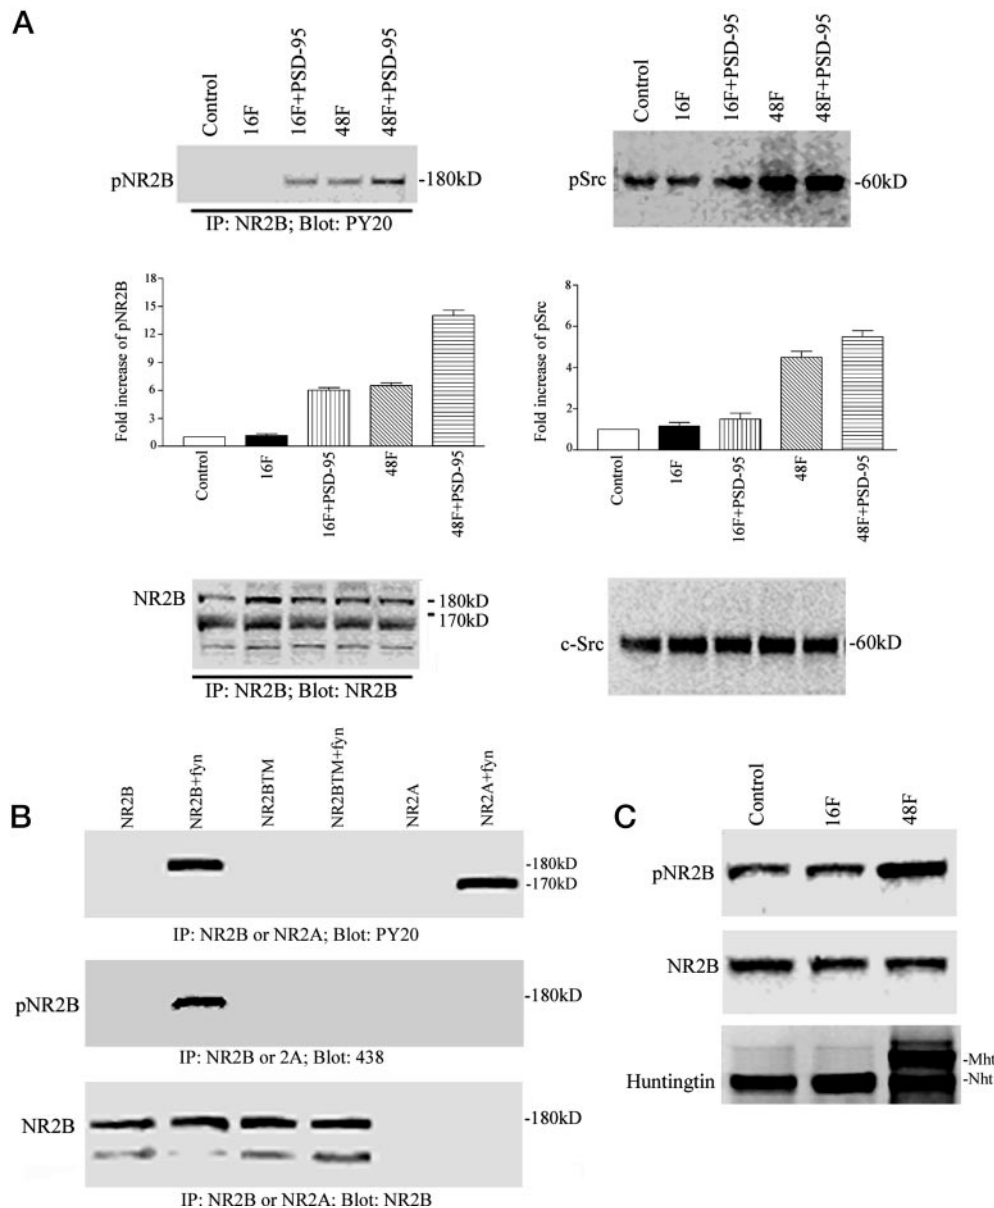 A
Control
16F
16F+PSD-95
48F
48F+PSD-95
pNR2B
-180kD
IP: NR2B; Blot: PY20
Control
16F
16F+PSD-95
48F
48F+PSD-95
pSrc
-60kD
Fold increase of pNR2B
18
15
12
9
6
3
0
Control
16F
16F+PSD-95
48F
48F+PSD-95
Fold increase of pSrc
8
6
4
2
0
Control
16F
16F+PSD-95
48F
48F+PSD-95
NR2B
180kD
170kD
IP: NR2B; Blot: NR2B
c-Src
-60kD
B
NR2B
NR2B+fyn
NR2BTM
NR2BTM+fyn
NR2A
NR2A+fyn
-180kD
-170kD
IP: NR2B or NR2A; Blot: PY20
pNR2B
-180kD
IP: NR2B or 2A; Blot: 438
NR2B
-180kD
IP: NR2B or NR2A; Blot: NR2B
C
Control
16F
48F
pNR2B
NR2B
Huntingtin
-Mht
-Nht